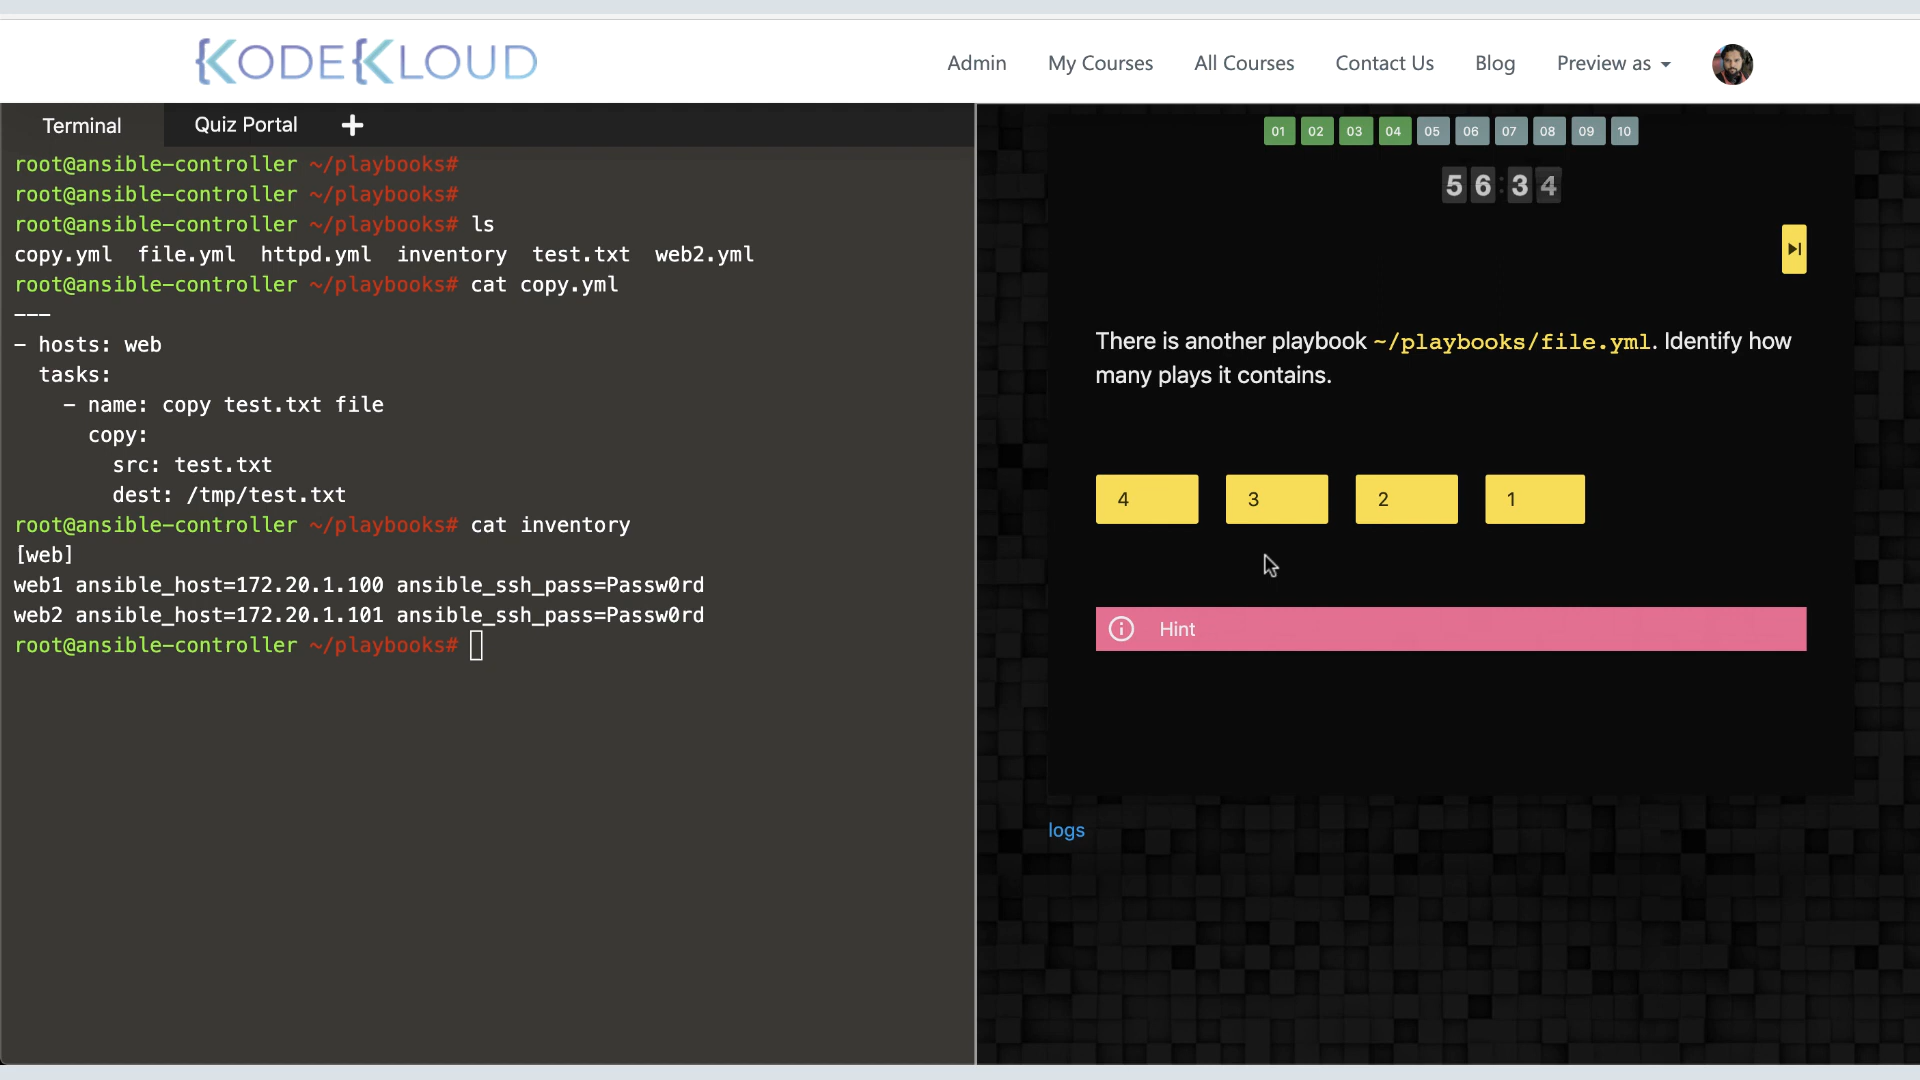 {KODE{KLOUD
Admin My Courses All Courses Contact Us Blog Preview as
Terminal Quiz Portal +
root@ansible-controller ~/playbooks#
root@ansible-controller ~/playbooks#
root@ansible-controller ~/playbooks# ls
copy.yml file.yml httpd.yml inventory test.txt web2.yml
root@ansible-controller ~/playbooks# cat copy.yml
---
- hosts: web
tasks:
- name: copy test.txt file
copy:
src: test.txt
dest: /tmp/test.txt
root@ansible-controller ~/playbooks# cat inventory
[web]
web1 ansible_host=172.20.1.100 ansible_ssh_pass=Passw0rd
web2 ansible_host=172.20.1.101 ansible_ssh_pass=Passw0rd
root@ansible-controller ~/playbooks#
01 02 03 04 05 06 07 08 09 10
56:34
There is another playbook ~/playbooks/file.yml. Identify how
many plays it contains.
4 3 2 1
Hint
logs